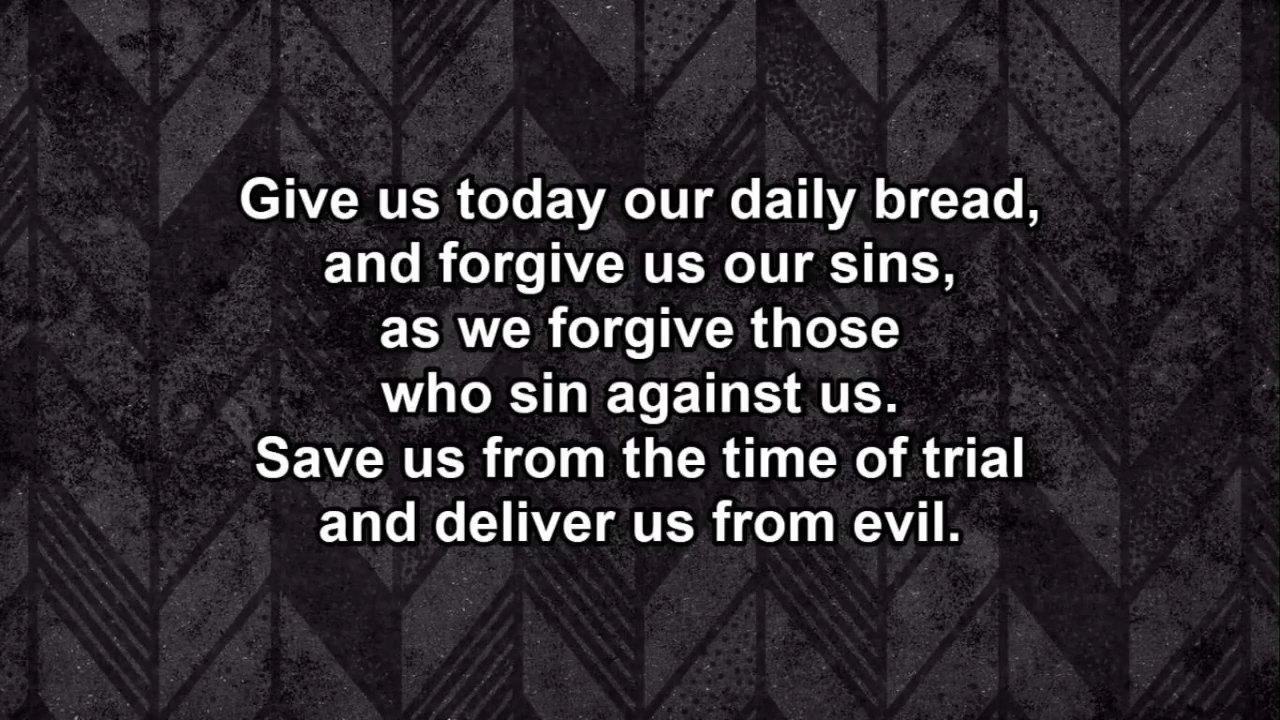 Give us today our daily bread,
and forgive us our sins,
as we forgive those
who sin against us.
Save us from the time of trial
and deliver us from evil.